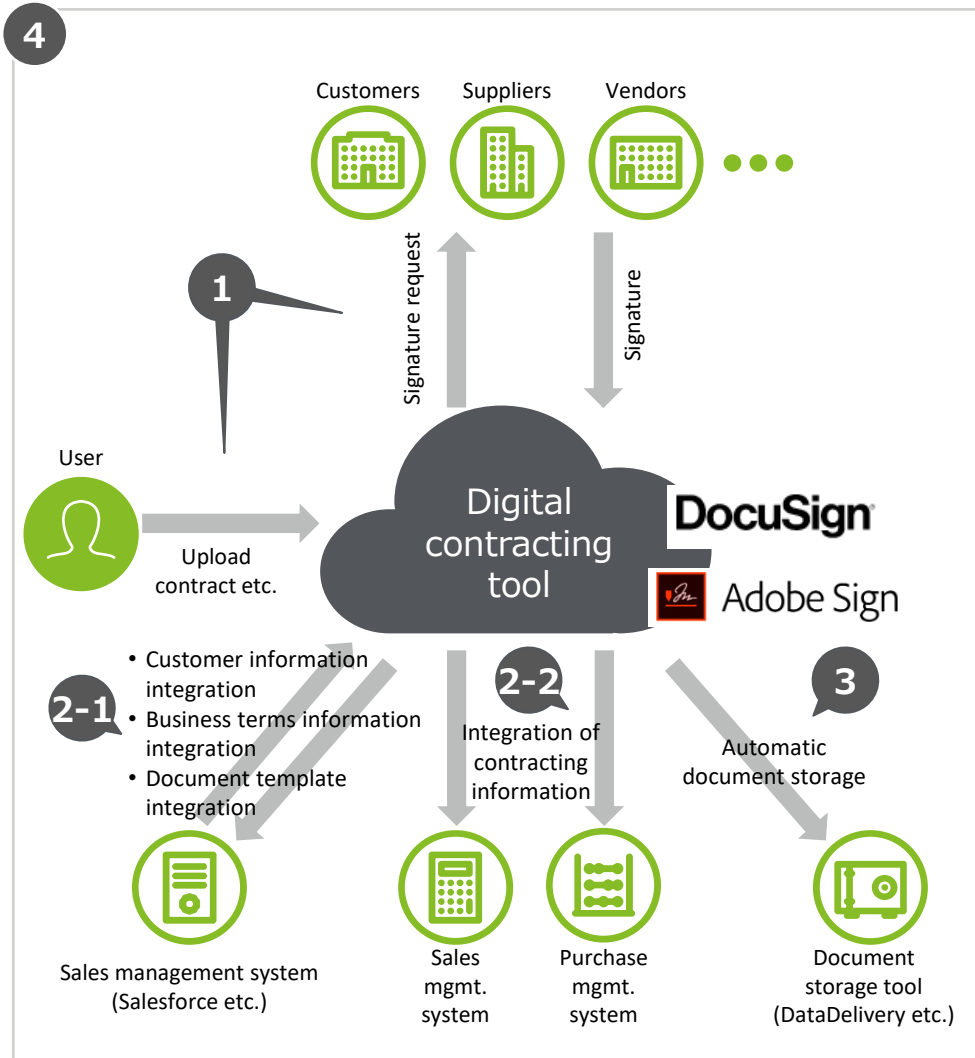 4
Customers
Suppliers
Vendors
1
Signature request
Signature
User
Upload
contract etc.
Digital
contracting
tool
DocuSign
Adobe Sign
2-1
• Customer information
integration
• Business terms information
integration
• Document template
integration
2-2
Integration of
contracting
information
3
Automatic
document storage
Sales management system
(Salesforce etc.)
Sales
mgmt.
system
Purchase
mgmt.
system
Document
storage tool
(DataDelivery etc.)